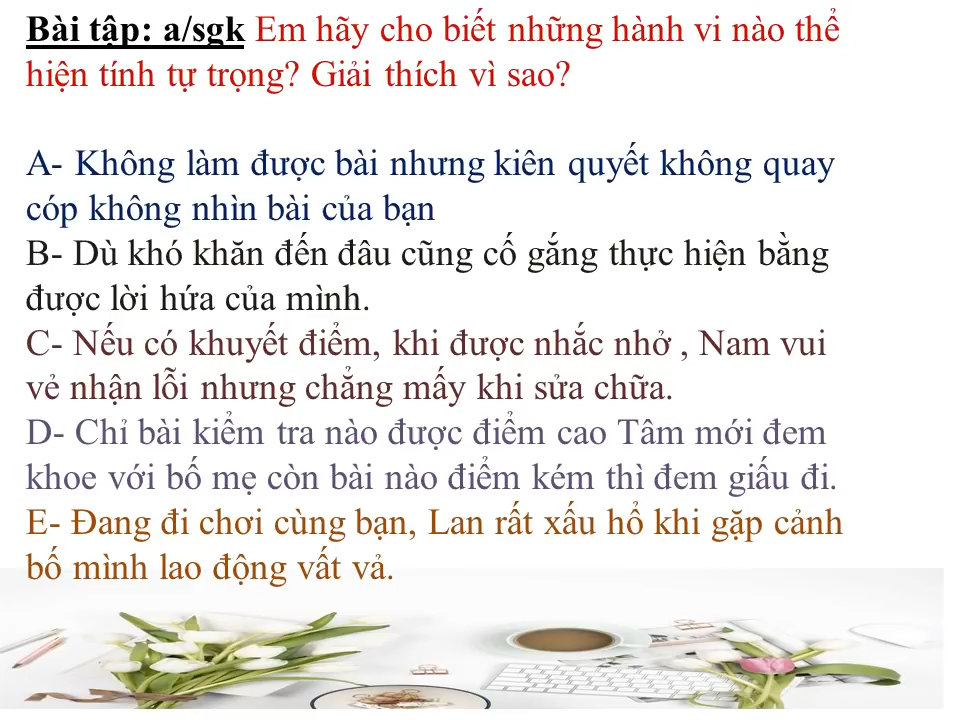 Bài tập: a/sgk Em hãy cho biết những hành vi nào thể
hiện tính tự trọng? Giải thích vì sao?
A- Không làm được bài nhưng kiên quyết không quay
cóp không nhìn bài của bạn
B- Dù khó khăn đến đâu cũng cố gắng thực hiện bằng
được lời hứa của mình.
C- Nếu có khuyết điểm, khi được nhắc nhở , Nam vui
vẻ nhận lỗi nhưng chẳng mấy khi sửa chữa.
D- Chỉ bài kiểm tra nào được điểm cao Tâm mới đem
khoe với bố mẹ còn bài nào điểm kém thì đem giấu đi.
E- Đang đi chơi cùng bạn, Lan rất xấu hổ khi gặp cảnh
bố mình lao động vất vả.